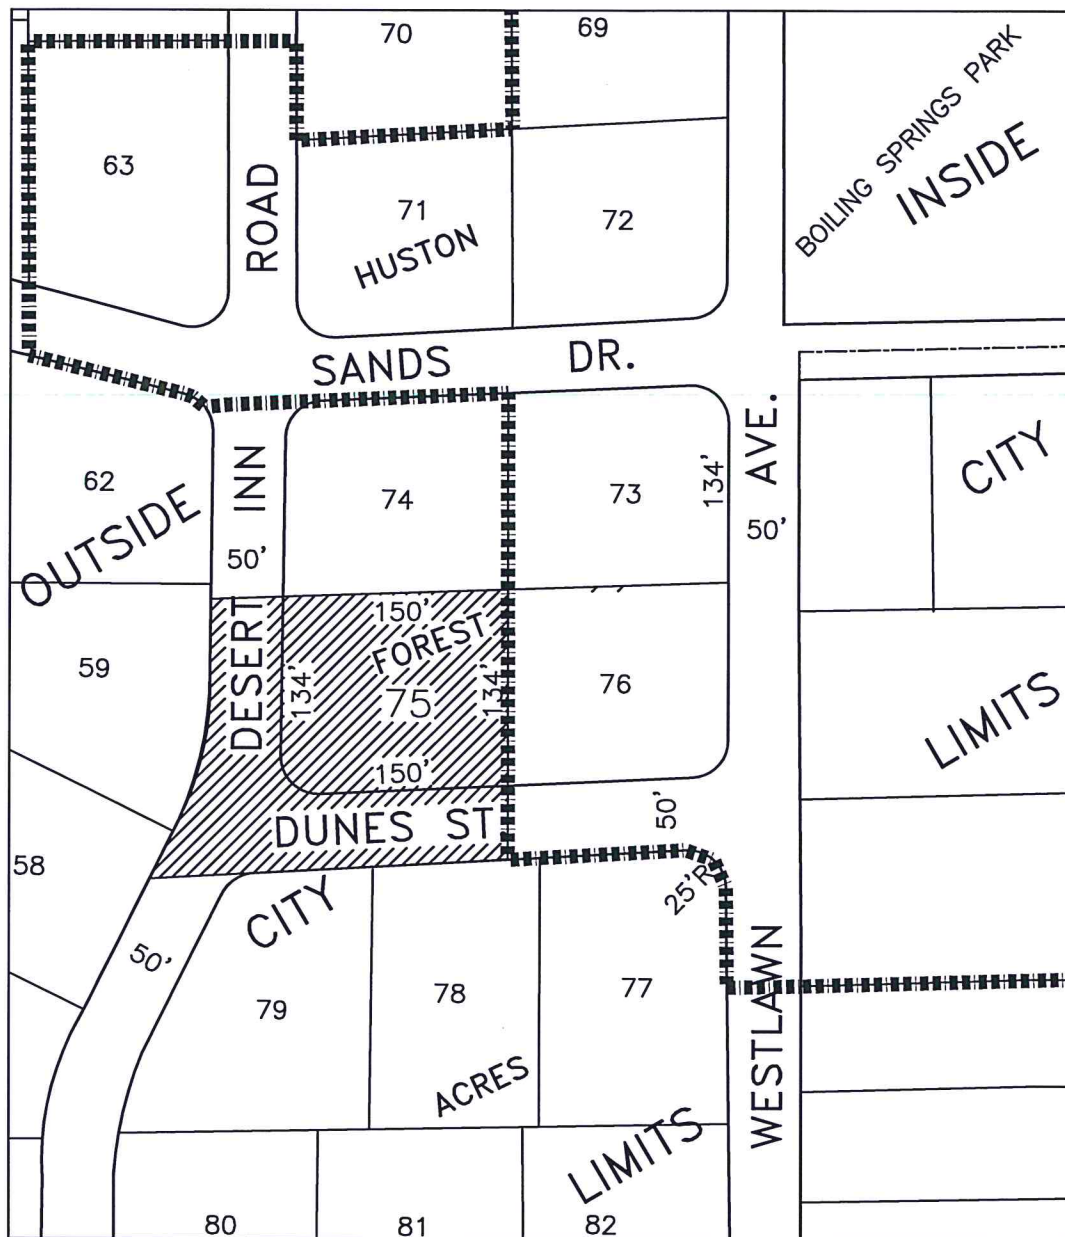 70
69
63
BOILING SPRINGS PARK
INSIDE
ROAD
71
72
HUSTON
SANDS DR.
62
INN
74
73
134'
AVE.
CITY
OUTSIDE
50'
50'
59
DESERT
150'
FOREST
134'
75
134'
76
LIMITS
150'
DUNES ST
50'
58
CITY
25'R
50'
79
78
77
WESTLAWN
ACRES
LIMITS
80
81
82